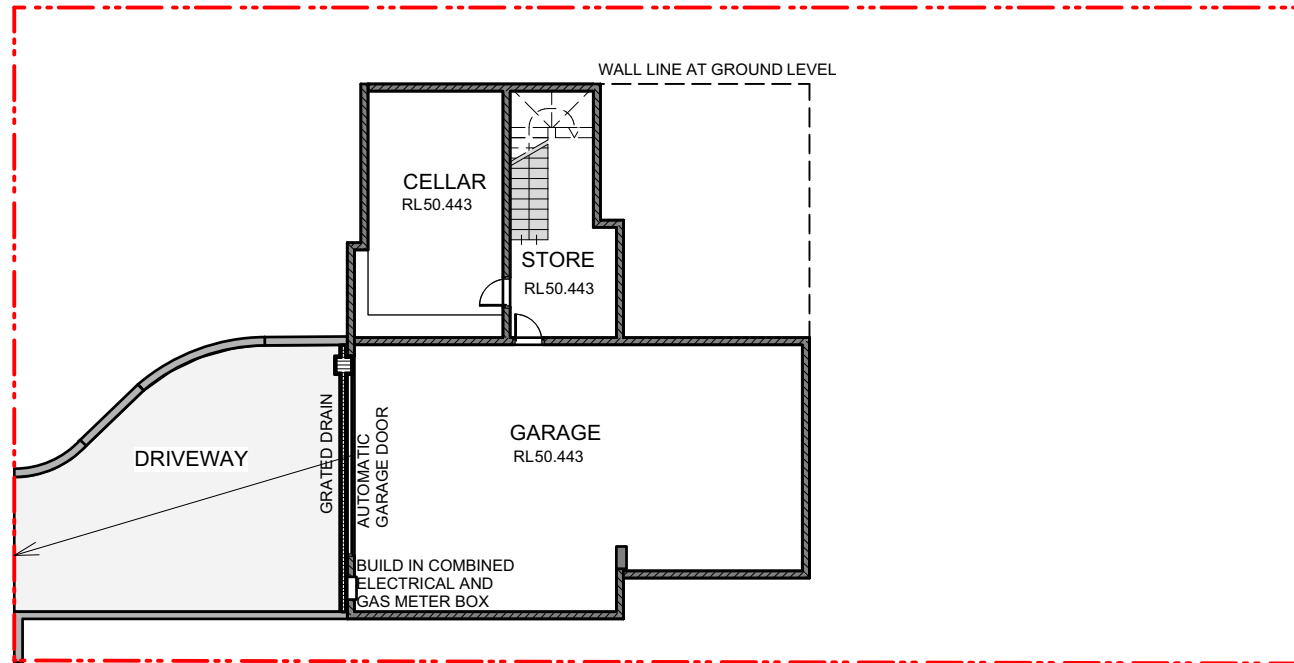 WALL LINE AT GROUND LEVEL
CELLAR
RL50.443
STORE
RL50.443
DRIVEWAY
GRATED DRAIN
AUTOMATIC
GARAGE DOOR
GARAGE
RL50.443
BUILD IN COMBINED
ELECTRICAL AND
GAS METER BOX